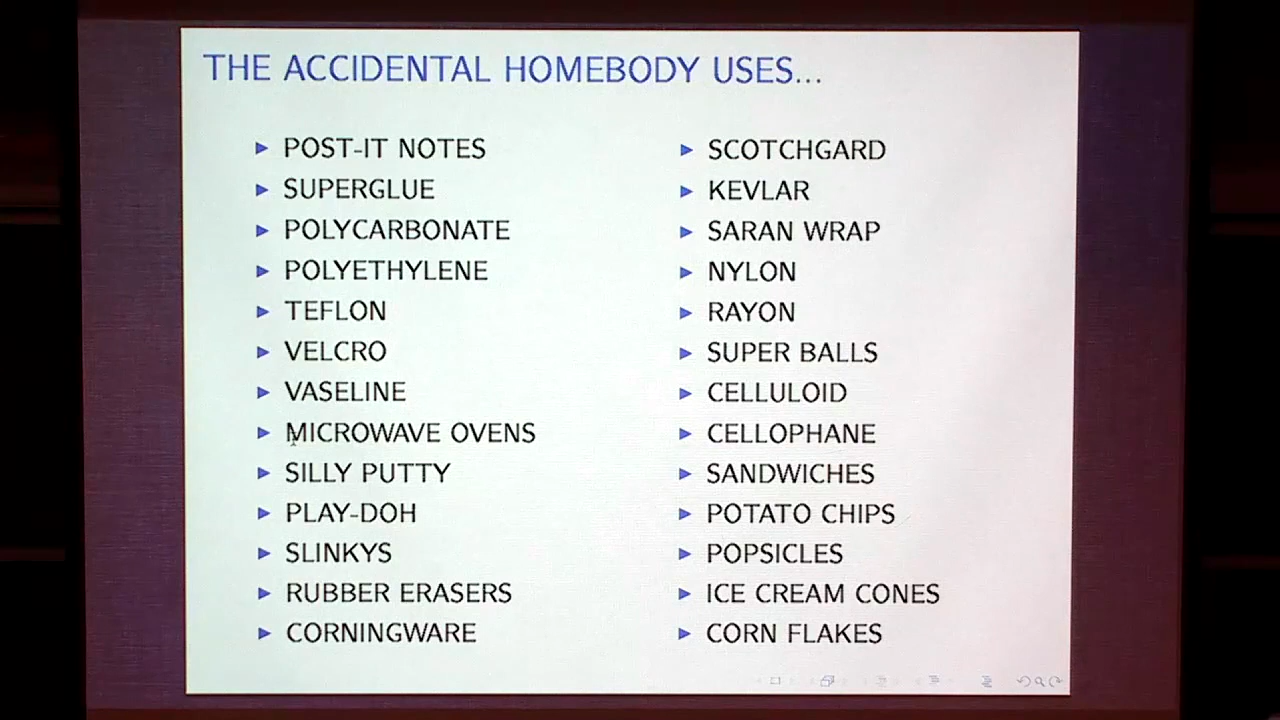 THE ACCIDENTAL HOMEBODY USES...
POST-IT NOTES
SUPERGLUE
POLYCARBONATE
POLYETHYLENE
TEFLON
VELCRO
VASELINE
MICROWAVE OVENS
SILLY PUTTY
PLAY-DOH
SLINKYS
RUBBER ERASERS
CORNINGWARE
SCOTCHGARD
KEVLAR
SARAN WRAP
NYLON
RAYON
SUPER BALLS
CELLULOID
CELLOPHANE
SANDWICHES
POTATO CHIPS
POPSICLES
ICE CREAM CONES
CORN FLAKES